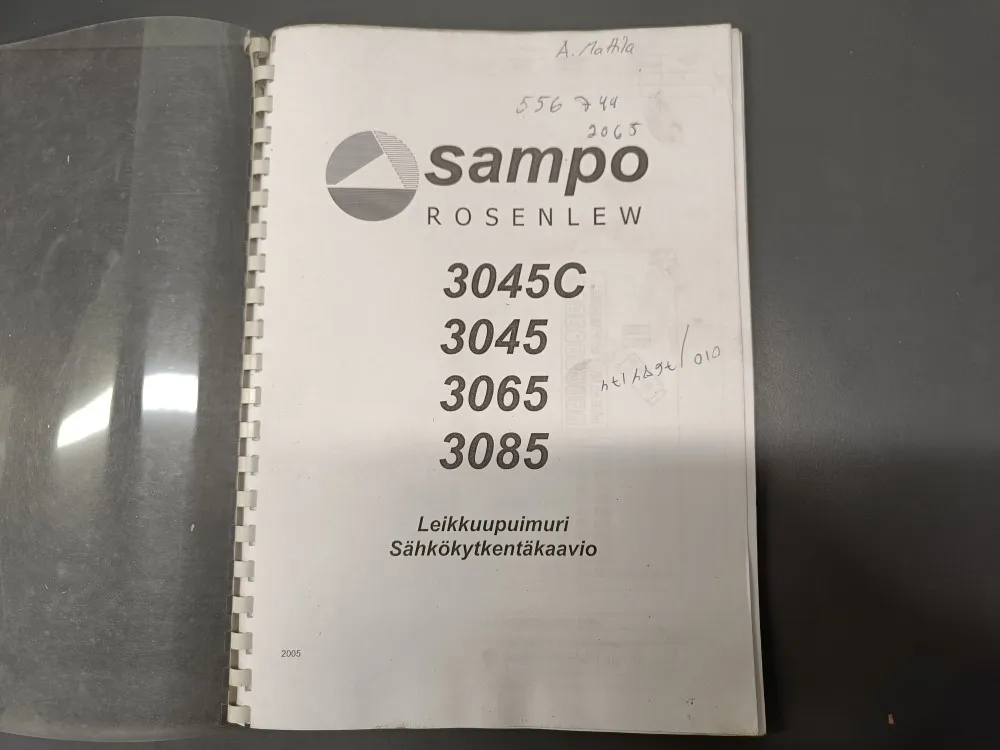 A. Mattila
556 744
2065
sampo
ROSENLEW
3045C
3045
3065
3085
Leikkuupuimuri
Sähkökytkentäkaavio
2005